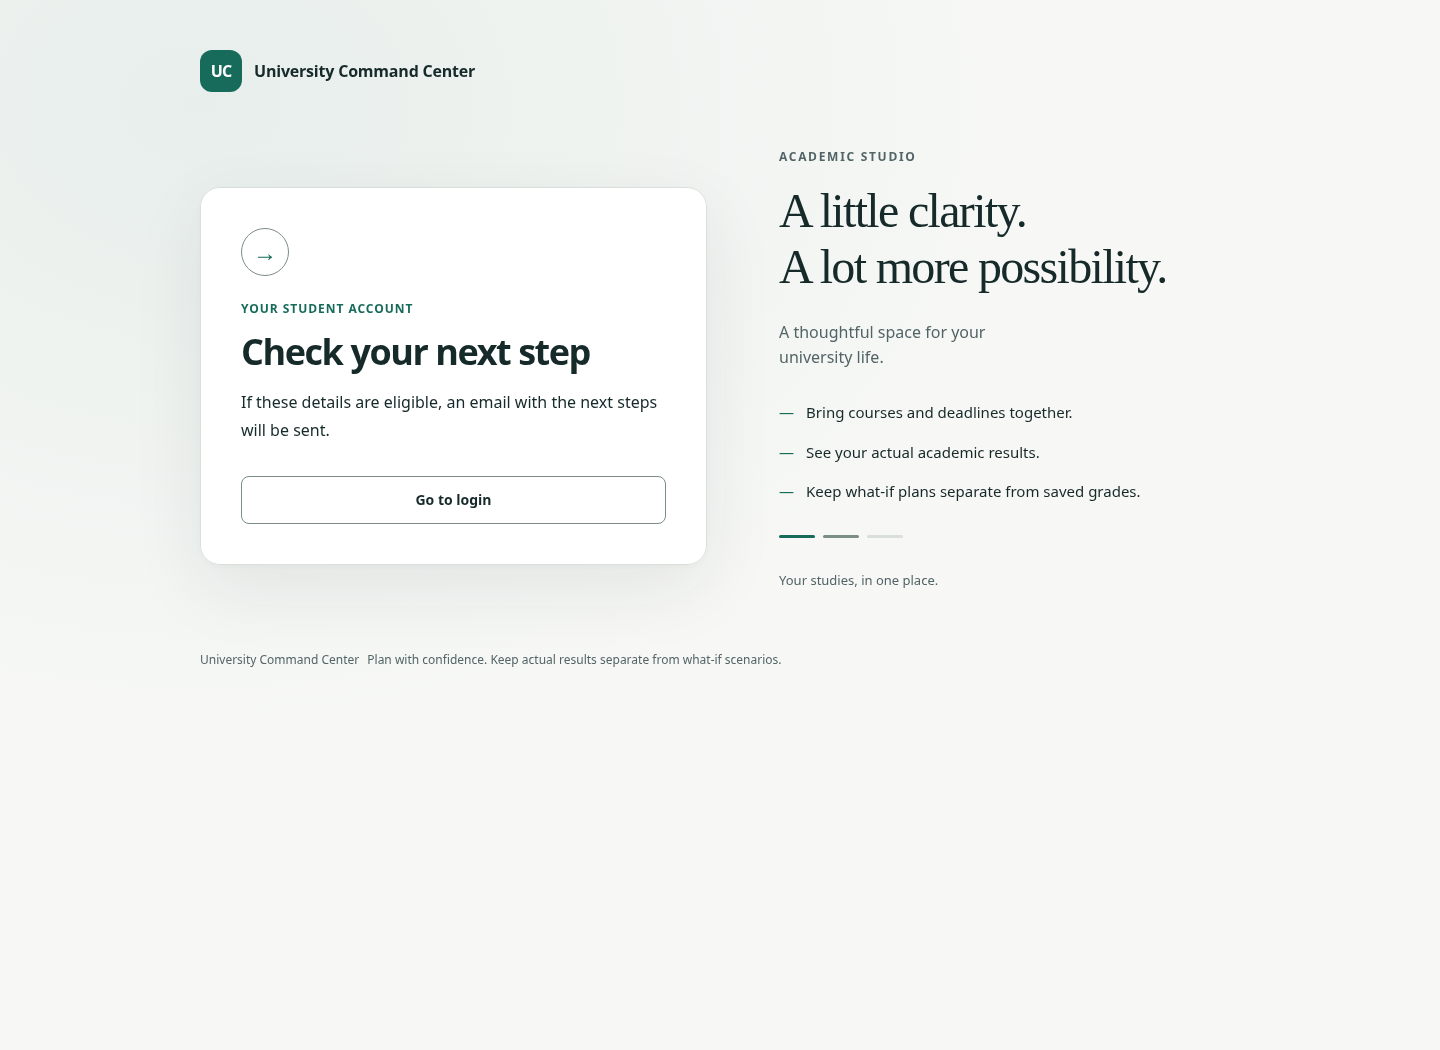 UC
University Command Center
→
YOUR STUDENT ACCOUNT
Check your next step
If these details are eligible, an email with the next steps
will be sent.
Go to login
ACADEMIC STUDIO
A little clarity.
A lot more possibility.
A thoughtful space for your
university life.
— Bring courses and deadlines together.
— See your actual academic results.
— Keep what-if plans separate from saved grades.
Your studies, in one place.
University Command Center Plan with confidence. Keep actual results separate from what-if scenarios.